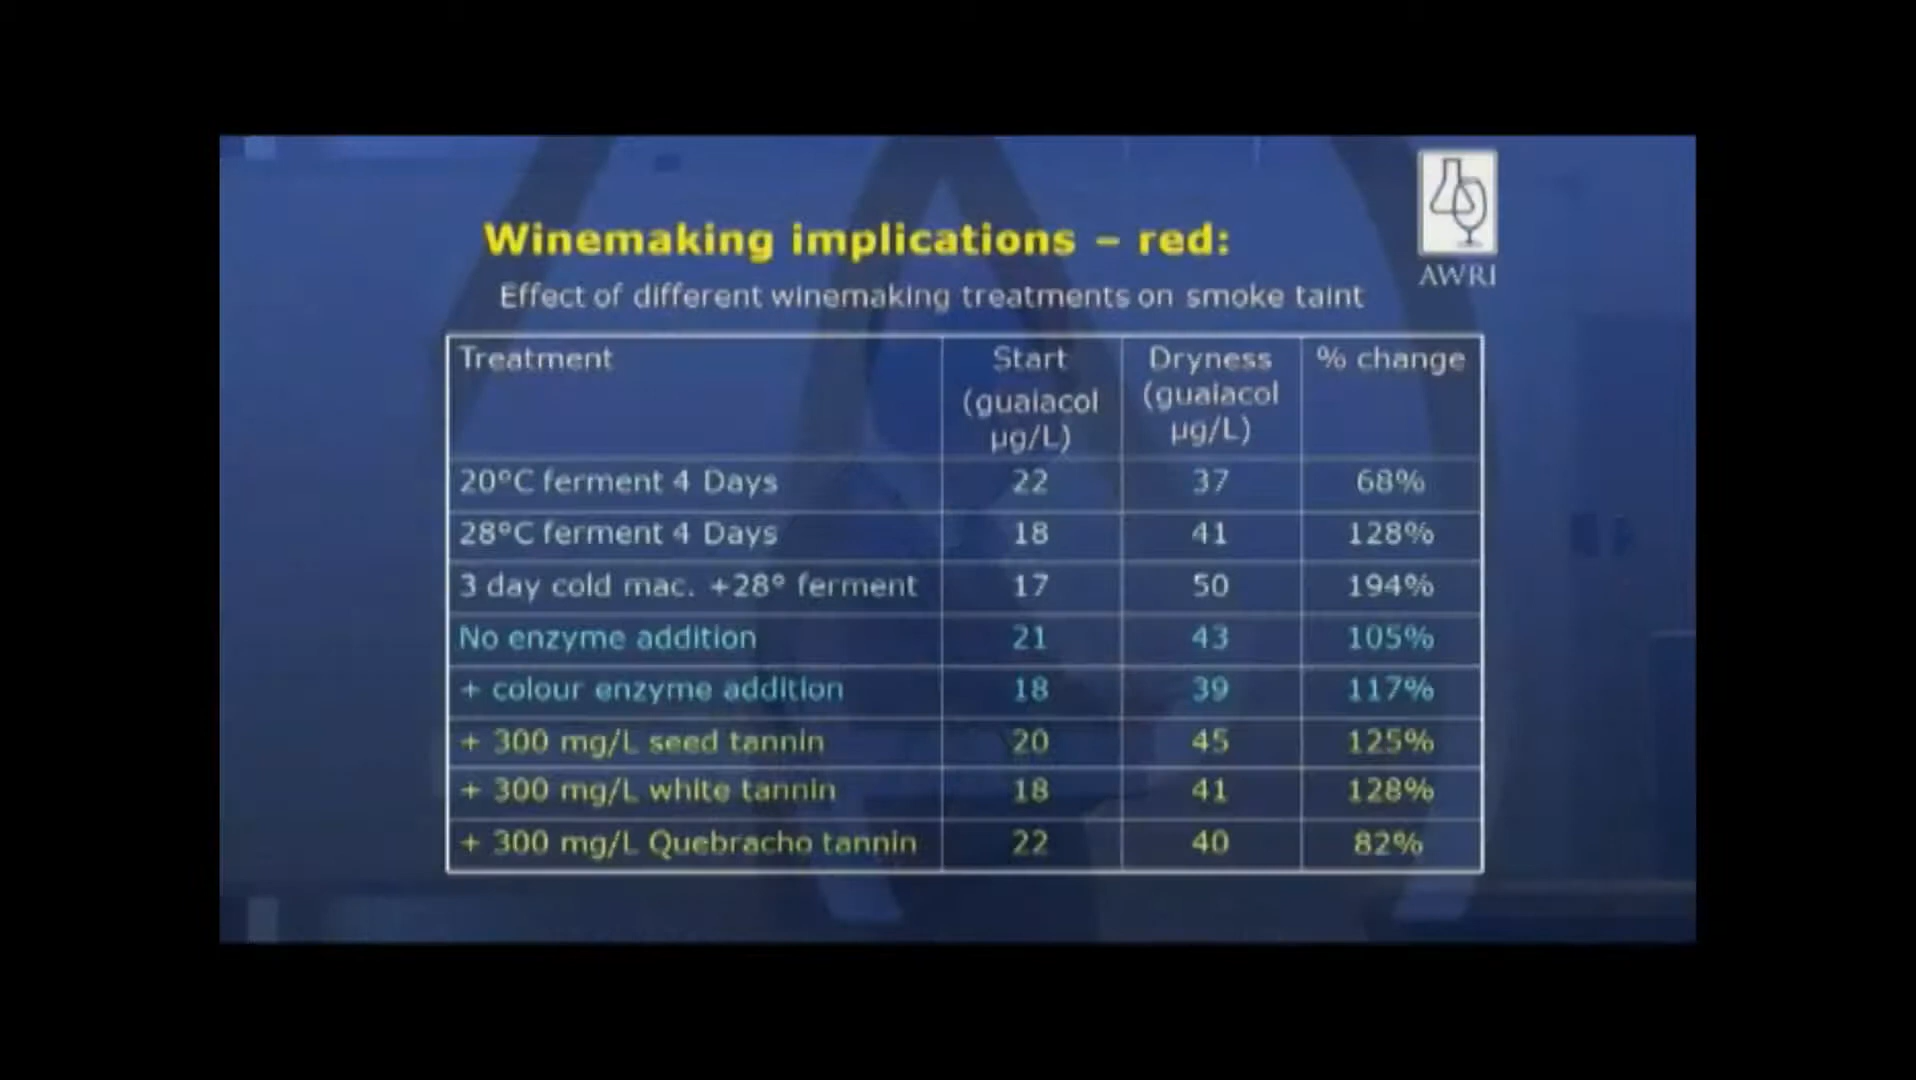 Winemaking implications – red:
AWRI
Effect of different winemaking treatments on smoke taint
Treatment Start (guaiacol µg/L) Dryness (guaiacol µg/L) % change
20ºC ferment 4 Days 22 37 68%
28ºC ferment 4 Days 18 41 128%
3 day cold mac. +28º ferment 17 50 194%
No enzyme addition 21 43 105%
+ colour enzyme addition 18 39 117%
+ 300 mg/L seed tannin 20 45 125%
+ 300 mg/L white tannin 18 41 128%
+ 300 mg/L Quebracho tannin 22 40 82%